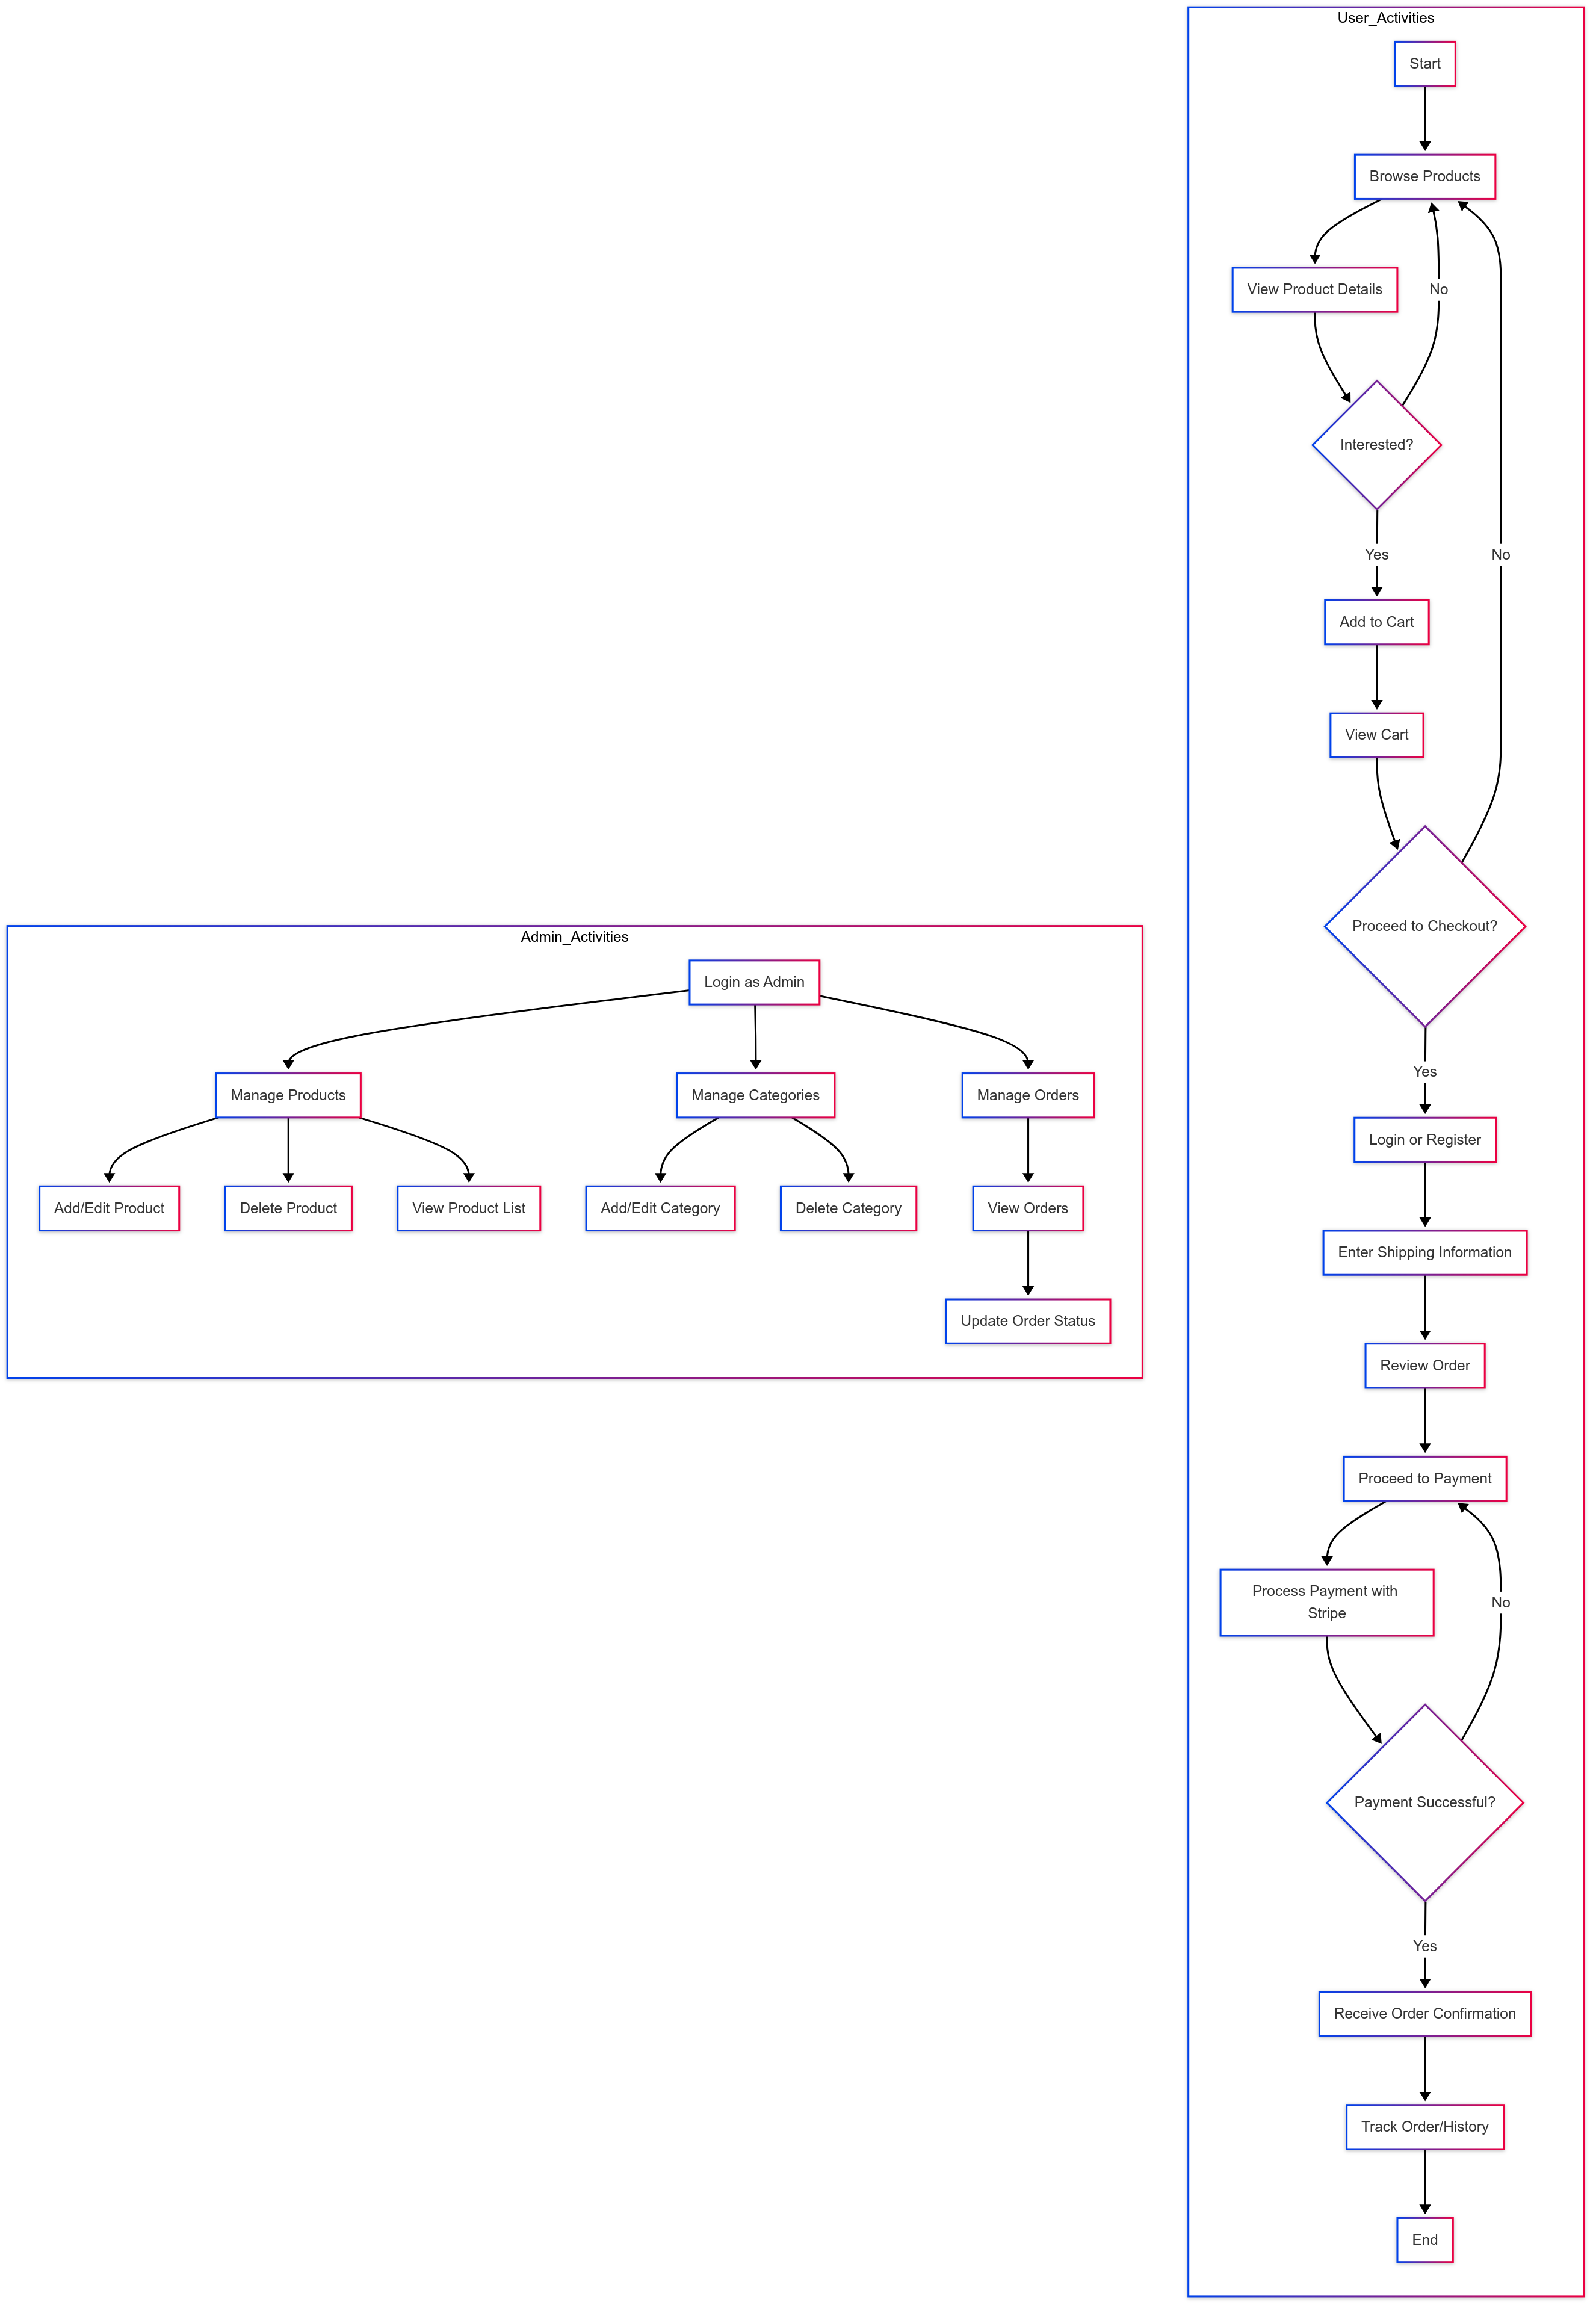 User_Activities
Start
Browse Products
View Product Details
No
Interested?
Yes
No
Add to Cart
View Cart
Proceed to Checkout?
Yes
Login or Register
Enter Shipping Information
Review Order
Proceed to Payment
Process Payment with
Stripe
No
Payment Successful?
Yes
Receive Order Confirmation
Track Order/History
End
Admin_Activities
Login as Admin
Manage Products
Manage Categories
Manage Orders
Add/Edit Product
Delete Product
View Product List
Add/Edit Category
Delete Category
View Orders
Update Order Status